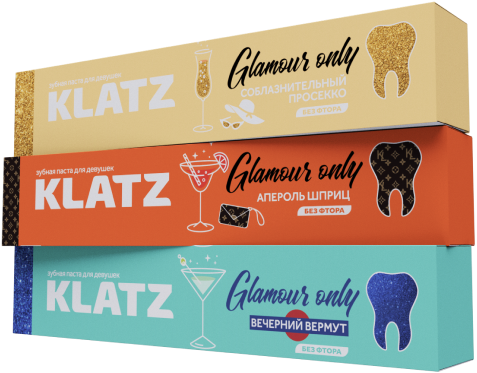 зубная паста для девушек
KLATZ
Glamour only
СОБЛАЗНИТЕЛЬНЫЙ
ПРОСЕККО
БЕЗ ФТОРА
зубная паста для девушек
KLATZ
Glamour only
АПЕРОЛЬ ШПРИЦ
БЕЗ ФТОРА
зубная паста для девушек
KLATZ
Glamour only
ВЕЧЕРНИЙ ВЕРМУТ
БЕЗ ФТОРА